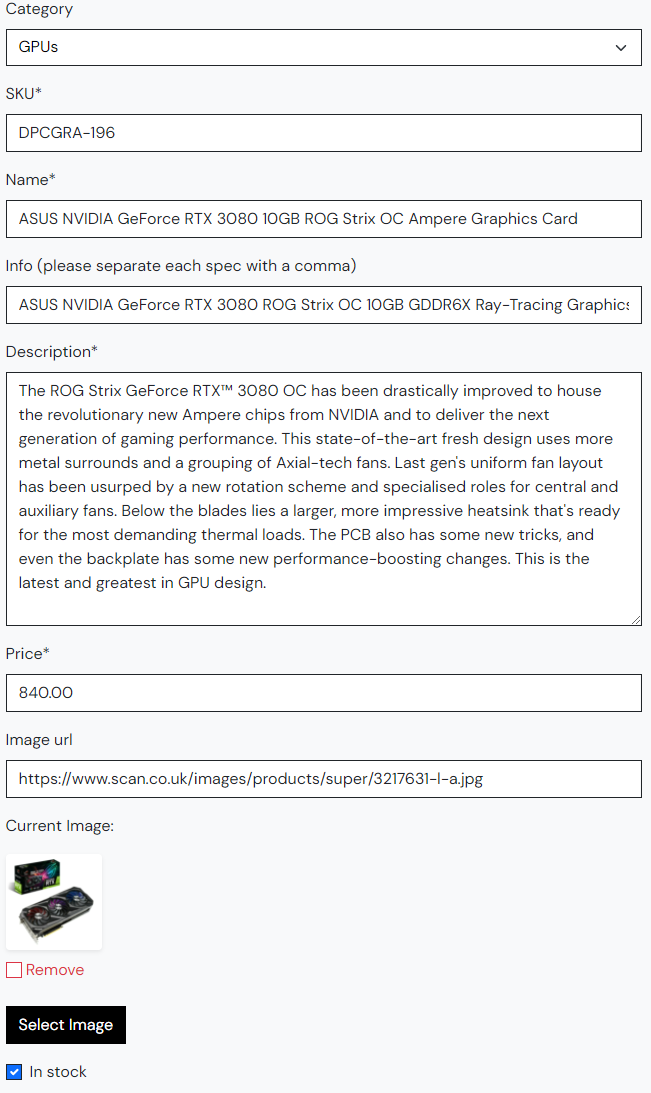 Category
GPUs
SKU*
DPCGRA-196
Name*
ASUS NVIDIA GeForce RTX 3080 10GB ROG Strix OC Ampere Graphics Card
Info (please separate each spec with a comma)
ASUS NVIDIA GeForce RTX 3080 ROG Strix OC 10GB GDDR6X Ray-Tracing Graphics
Description*
The ROG Strix GeForce RTX™ 3080 OC has been drastically improved to house
the revolutionary new Ampere chips from NVIDIA and to deliver the next
generation of gaming performance. This state-of-the-art fresh design uses more
metal surrounds and a grouping of Axial-tech fans. Last gen's uniform fan layout
has been usurped by a new rotation scheme and specialised roles for central and
auxiliary fans. Below the blades lies a larger, more impressive heatsink that's ready
for the most demanding thermal loads. The PCB also has some new tricks, and
even the backplate has some new performance-boosting changes. This is the
latest and greatest in GPU design.
Price*
840.00
Image url
https://www.scan.co.uk/images/products/super/3217631-l-a.jpg
Current Image:
Remove
Select Image
In stock